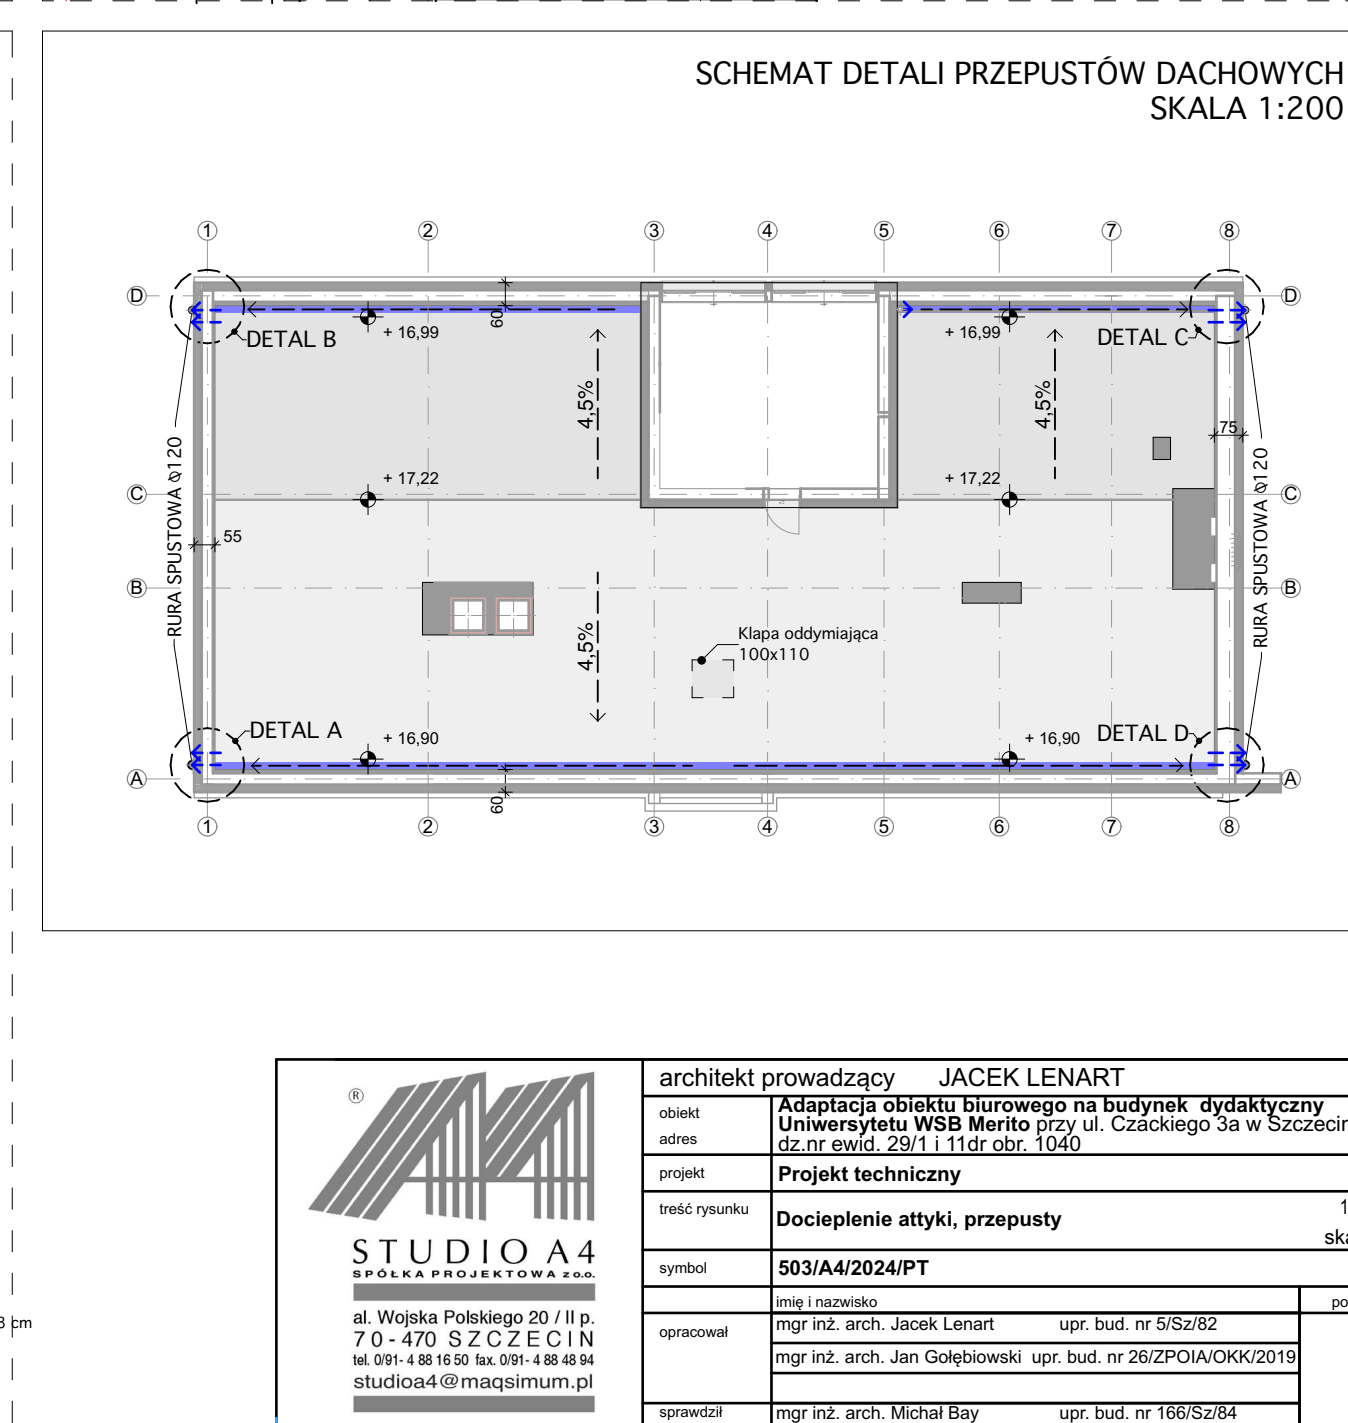 SCHEMAT DETALI PRZEPUSTÓW DACHOWYCH
SKALA 1:200
1 2 3 4 5 6 7 8
D D
60
+ 16,99 + 16,99
DETAL B DETAL C
4,5% 4,5%
75
RURA SPUSTOWA φ120
RURA SPUSTOWA φ120
+ 17,22 + 17,22
C C
55
B B
4,5%
Klapa oddymiająca
100x110
DETAL A + 16,90 + 16,90 DETAL D
A A
60
1 2 3 4 5 6 7 8
cm
®
STUDIO A4
SPÓŁKA PROJEKTOWA z o.o.
al. Wojska Polskiego 20 / II p.
70-470 SZCZECIN
tel. 0/91- 4 88 16 50 fax. 0/91- 4 88 48 94
studioa4@maqsimum.pl
architekt prowadzący JACEK LENART
obiekt Adaptacja obiektu biurowego na budynek dydaktyczny
Uniwersytetu WSB Merito przy ul. Czackiego 3a w Szczecin
adres dz.nr ewid. 29/1 i 11dr obr. 1040
projekt Projekt techniczny
treść rysunku Docieplenie attyki, przepusty 1
ska
symbol 503/A4/2024/PT
imię i nazwisko po
opracował mgr inż. arch. Jacek Lenart upr. bud. nr 5/Sz/82
mgr inż. arch. Jan Gołębiowski upr. bud. nr 26/ZPOIA/OKK/2019
sprawdził mgr inż. arch. Michał Bay upr. bud. nr 166/Sz/84